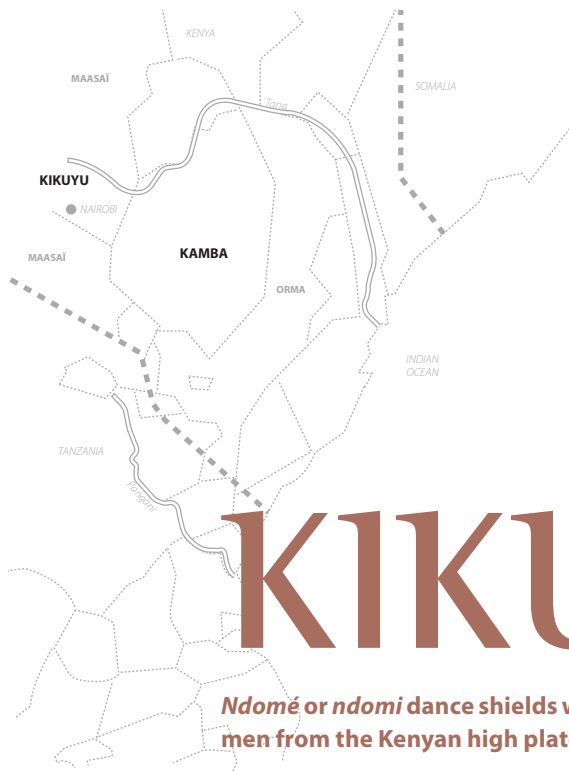 KENYA
MAASAÏ
SOMALIA
Tana
KIKUYU
NAIROBI
KAMBA
MAASAÏ
ORMA
INDIAN
OCEAN
TANZANIA
Pangani
KIKU
Ndomé or ndomi dance shields
men from the Kenyan high